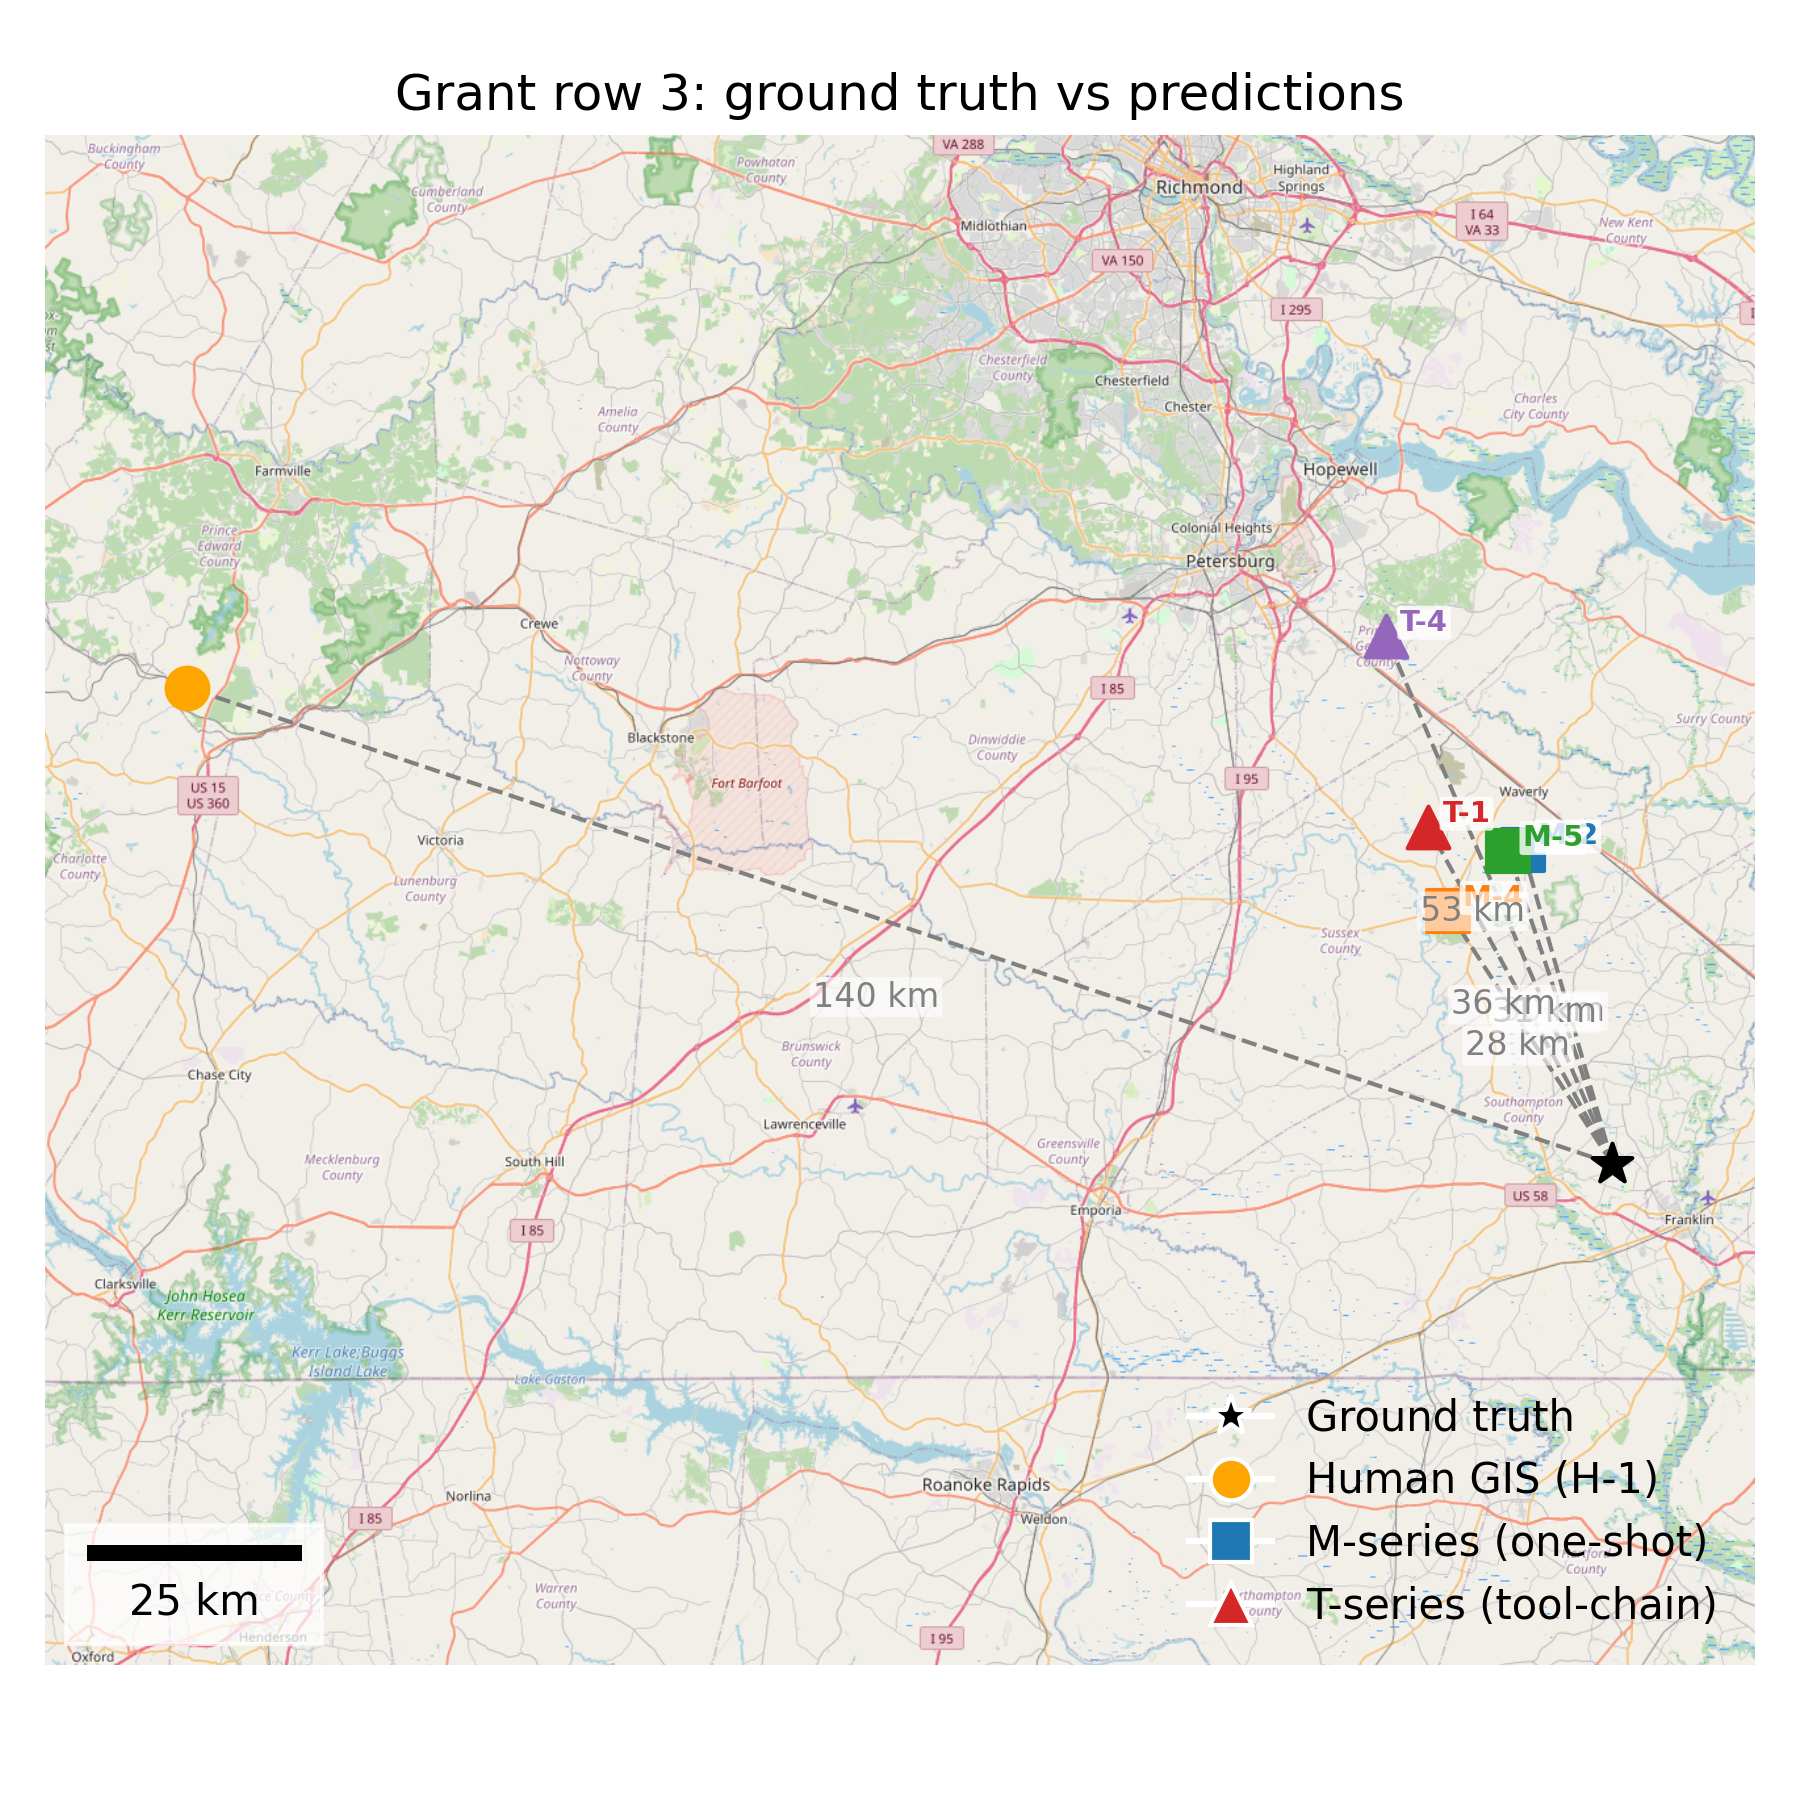 Grant row 3: ground truth vs predictions
Buckingham
County
Cumberland
County
Powhatan
County
VA 288
Richmond
Highland
Springs
I 64
VA 33
New Kent
County
Midlothian
VA 150
I 295
Chesterfield
County
Chesterfield
Chester
Charles
City County
Amelia
County
Farmville
Hopewell
Prince
Edward
County
Colonial Heights
Petersburg
Crewe
Nottoway
County
T-4
County
I 85
Surry County
Blackstone
Dinwiddie
County
Fort Barfoot
I 95
US 15
US 360
Waverly
T-1
M-5
2
Victoria
Charlotte
County
Lunenburg
County
M-4
53 km
Sussex
County
140 km
36 km
31 km
28 km
Brunswick
County
Chase City
Lawrenceville
Southampton
County
Greensville
County
Mecklenburg
County
South Hill
US 58
Emporia
Franklin
I 85
Clarksville
John Hosea
Kerr Reservoir
Kerr Lake;Buggs
Island Lake
Lake Gaston
Ground truth
Roanoke Rapids
Human GIS (H-1)
Norlina
I 85
Weldon
M-series (one-shot)
25 km
Warren
County
T-series (tool-chain)
County
Henderson
I 95
Oxford